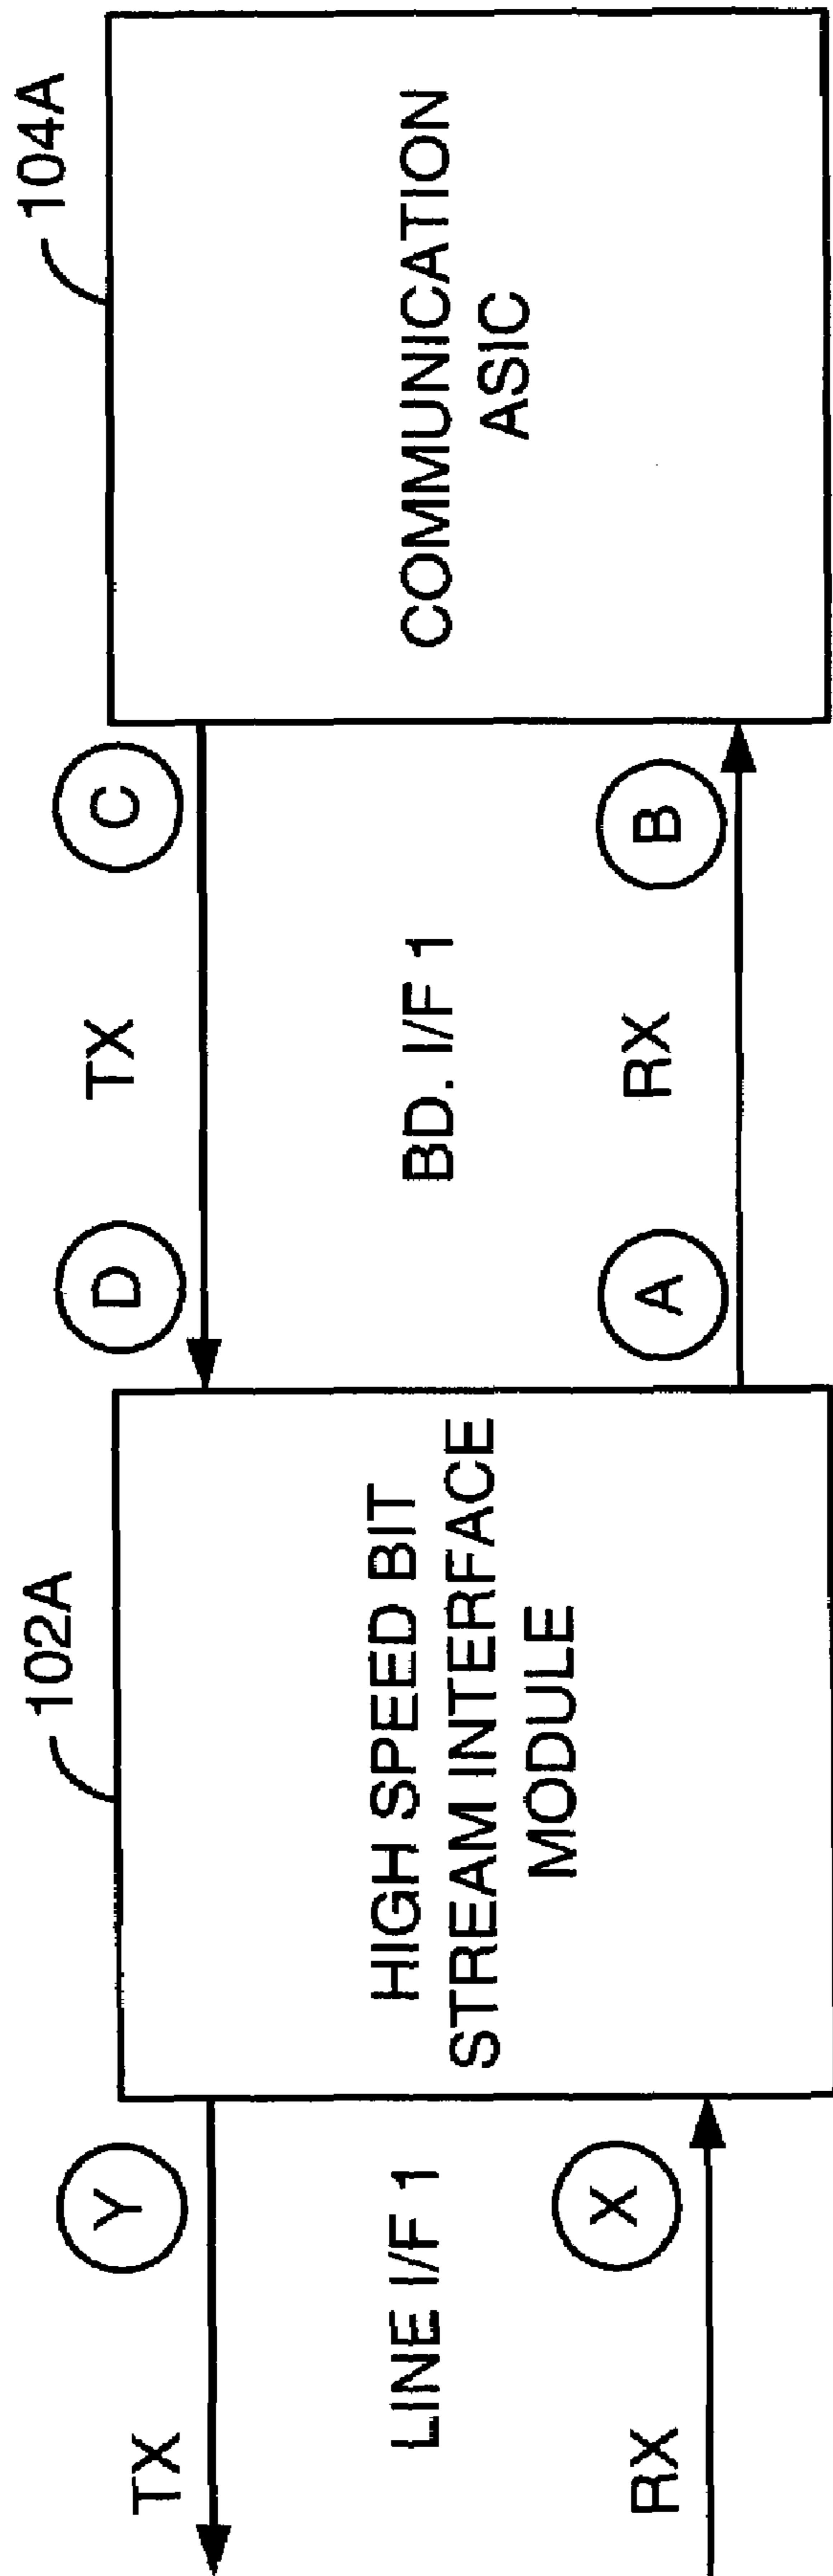 102A
104A
TX
Y
D
TX
C
LINE I/F 1
HIGH SPEED BIT
STREAM INTERFACE
MODULE
BD. I/F 1
COMMUNICATION
ASIC
RX
X
A
RX
B